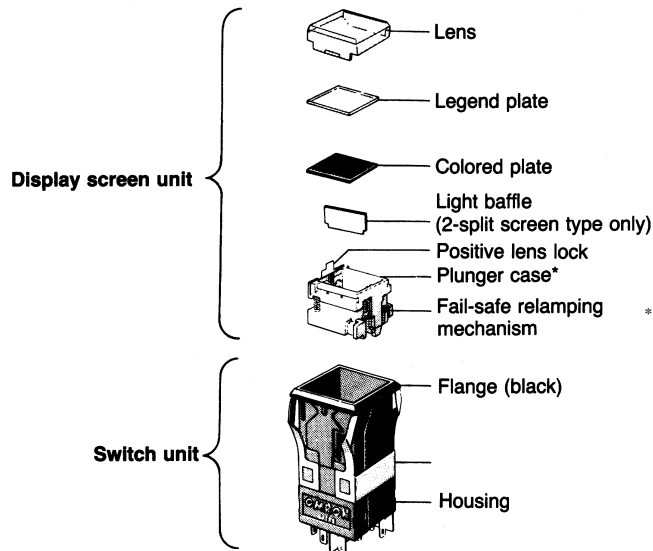 Lens
Legend plate
Colored plate
Display screen unit
Light baffle
(2-split screen type only)
Positive lens lock
Plunger case*
Fail-safe relamping *
mechanism
Flange (black)
Switch unit
Housing
OMRON